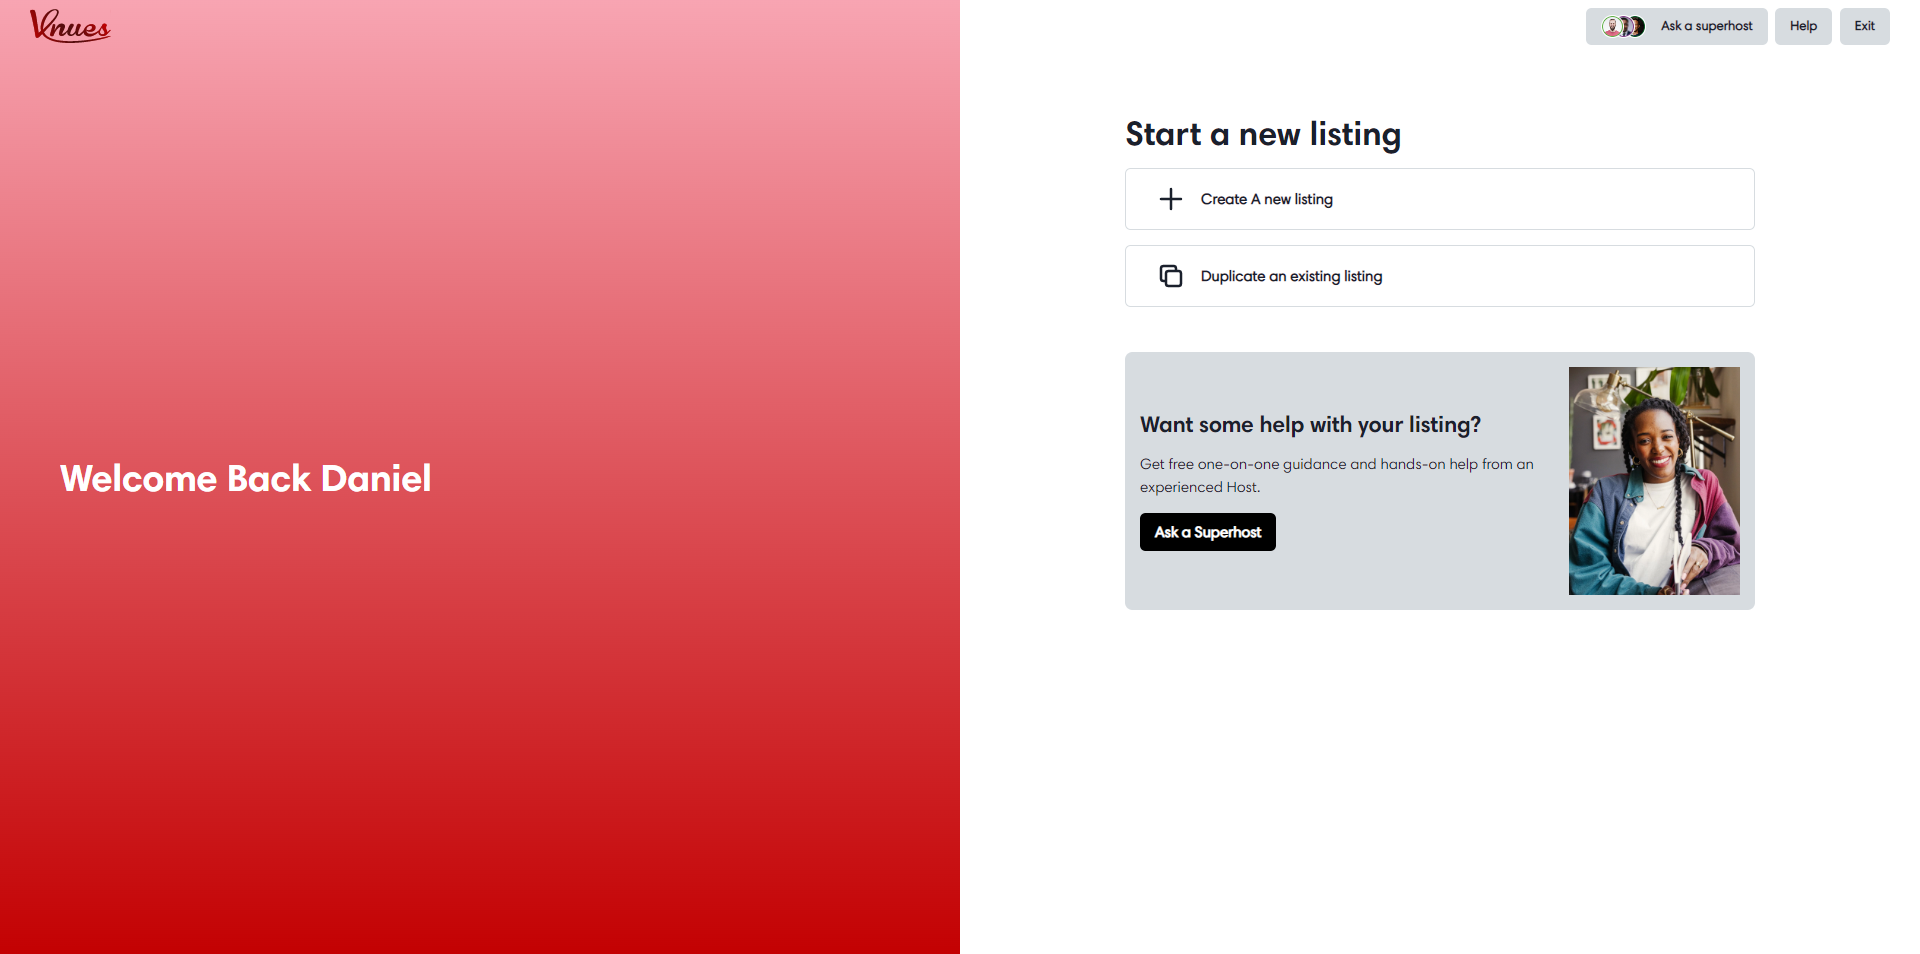 Vnues
Ask a superhost
Help
Exit
Start a new listing
Create A new listing
Duplicate an existing listing
Welcome Back Daniel
Want some help with your listing?
Get free one-on-one guidance and hands-on help from an
experienced Host.
Ask a Superhost